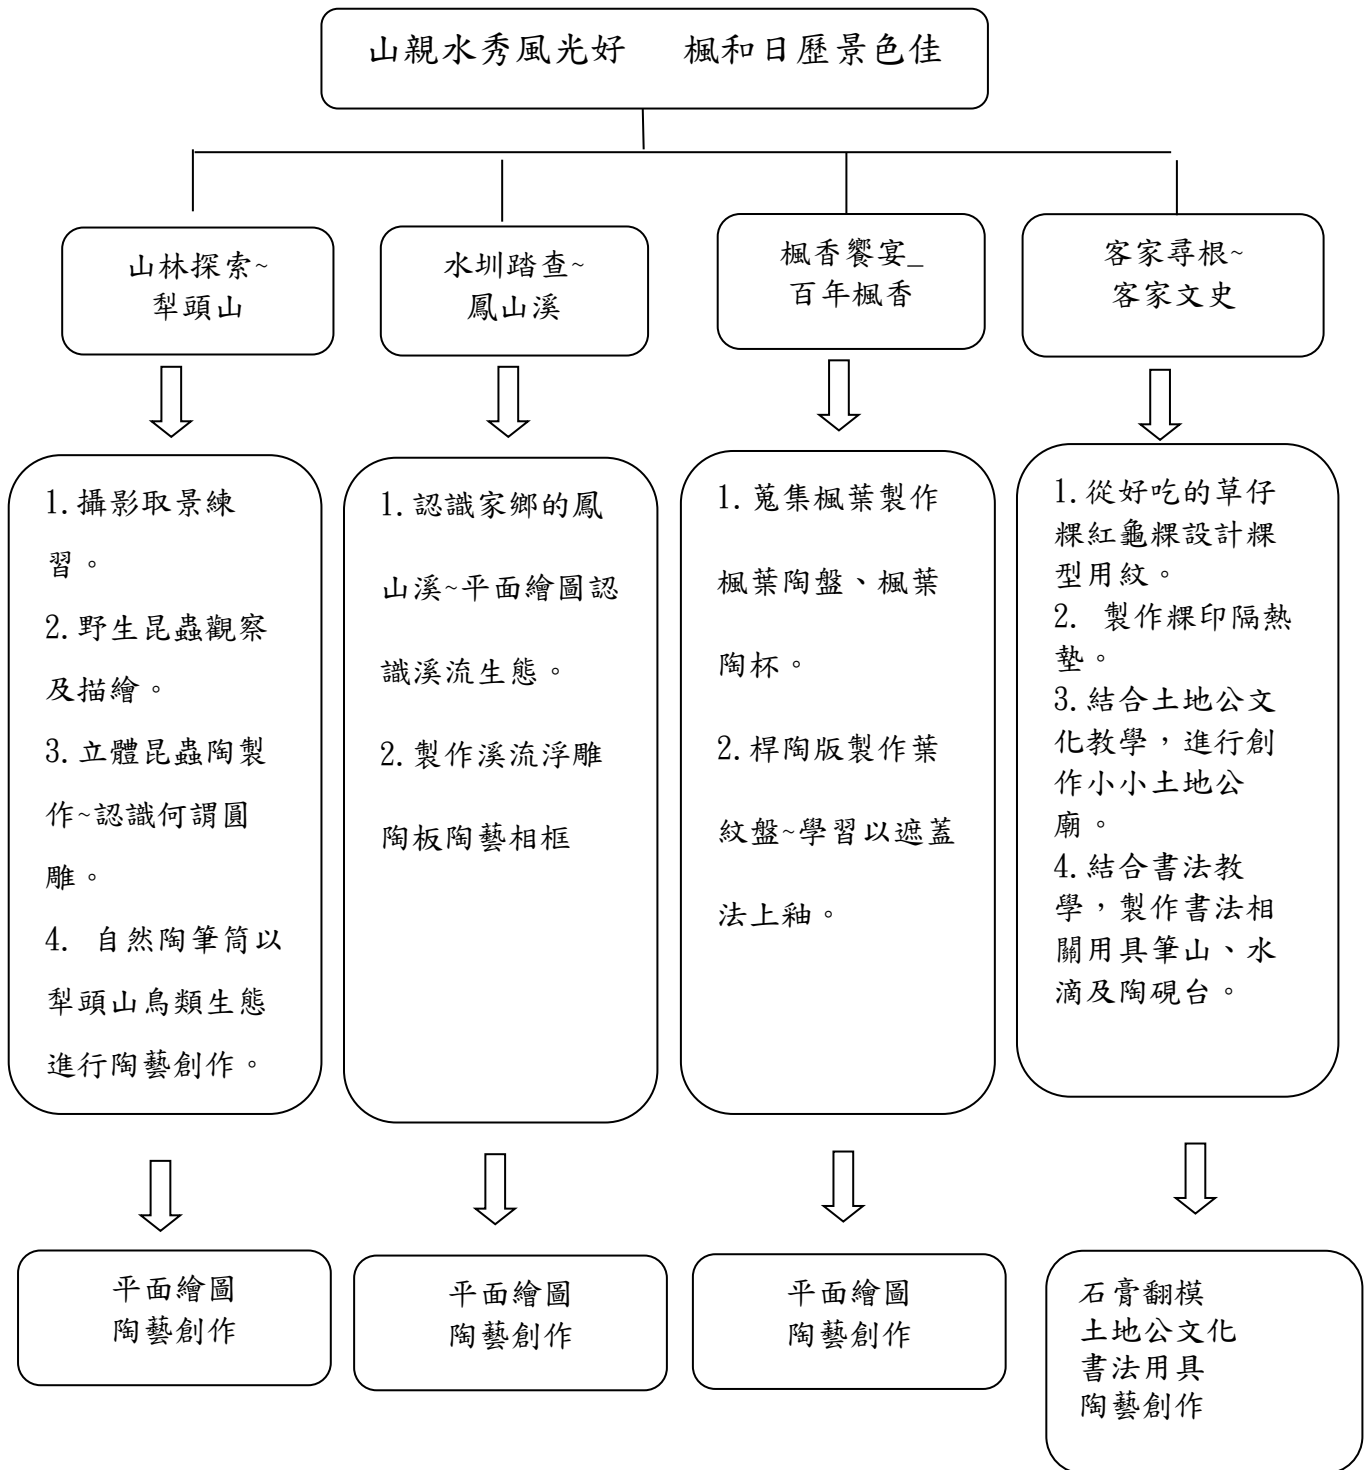 山親水秀風光好　楓和日歷景色佳
山林探索~
犁頭山
水圳踏查~
鳳山溪
楓香饗宴_
百年楓香
客家尋根~
客家文史
1.攝影取景練
習。
2.野生昆蟲觀察
及描繪。
3.立體昆蟲陶製
作~認識何謂圓
雕。
4. 自然陶筆筒以
犁頭山鳥類生態
進行陶藝創作。
1.認識家鄉的鳳
山溪~平面繪圖認
識溪流生態。
2.製作溪流浮雕
陶板陶藝相框
1.蒐集楓葉製作
楓葉陶盤、楓葉
陶杯。
2.桿陶版製作葉
紋盤~學習以遮蓋
法上釉。
1.從好吃的草仔
粿紅龜粿設計粿
型用紋。
2. 製作粿印隔熱
墊。
3.結合土地公文
化教學，進行創
作小小土地公
廟。
4.結合書法教
學，製作書法相
關用具筆山、水
滴及陶硯台。
平面繪圖
陶藝創作
平面繪圖
陶藝創作
平面繪圖
陶藝創作
石膏翻模
土地公文化
書法用具
陶藝創作